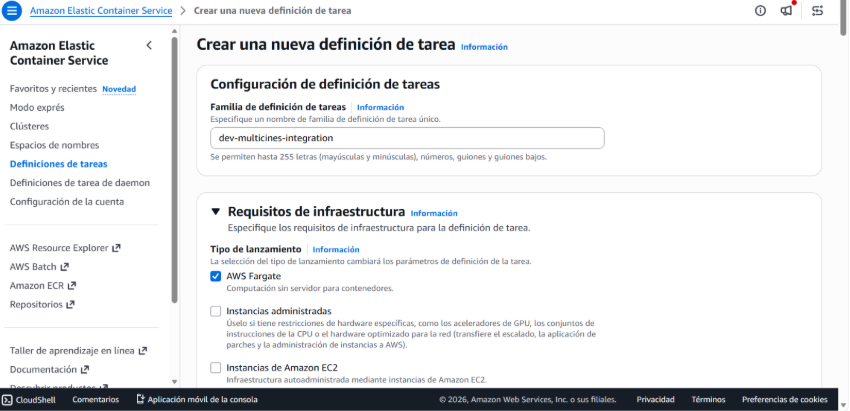 Amazon Elastic Container Service > Crear una nueva definición de tarea
Amazon Elastic
Container Service
Favoritos y recientes Novedad
Modo exprés
Clústeres
Espacios de nombres
Definiciones de tareas
Definiciones de tarea de daemon
Configuración de la cuenta
AWS Resource Explorer
AWS Batch
Amazon ECR
Repositorios
Taller de aprendizaje en línea
Documentación
Descubrir productos
Crear una nueva definición de tarea Información
Configuración de definición de tareas
Familia de definición de tareas Información
Especifique un nombre de familia de definición de tarea único.
dev-multicines-integration
Se permiten hasta 255 letras (mayúsculas y minúsculas), números, guiones y guiones bajos.
Requisitos de infraestructura Información
Especifique los requisitos de infraestructura para la definición de tarea.
Tipo de lanzamiento Información
La selección del tipo de lanzamiento cambiará los parámetros de definición de la tarea.
AWS Fargate
Computación sin servidor para contenedores.
Instancias administradas
Úselo si tiene restricciones de hardware específicas, como los aceleradores de GPU, los conjuntos de
instrucciones de la CPU o el hardware optimizado para la red (transfiere el escalado, la aplicación de
parches y la administración de instancias a AWS).
Instancias de Amazon EC2
Infraestructura autoadministrada mediante instancias de Amazon EC2.
CloudShell Comentarios Aplicación móvil de la consola © 2026, Amazon Web Services, Inc. o sus filiales. Privacidad Términos Preferencias de cookies